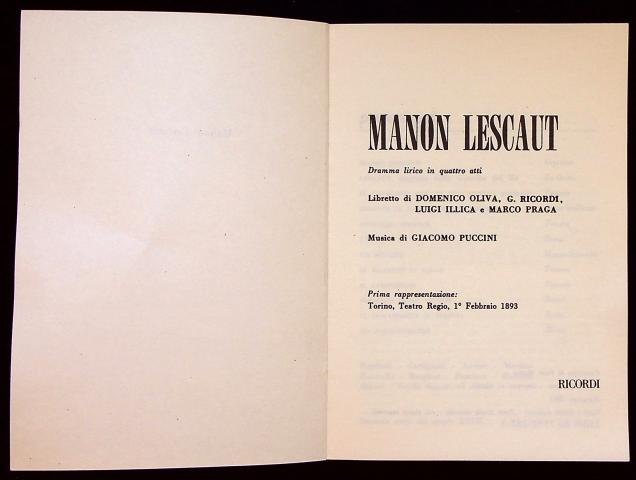 MANON LESCAUT
Dramma lirico in quattro atti
Libretto di DOMENICO OLIVA, G. RICORDI,
LUIGI ILLICA e MARCO PRAGA
Musica di GIACOMO PUCCINI
Prima rappresentazione:
Torino, Teatro Regio, 1° Febbraio 1893
RICORDI